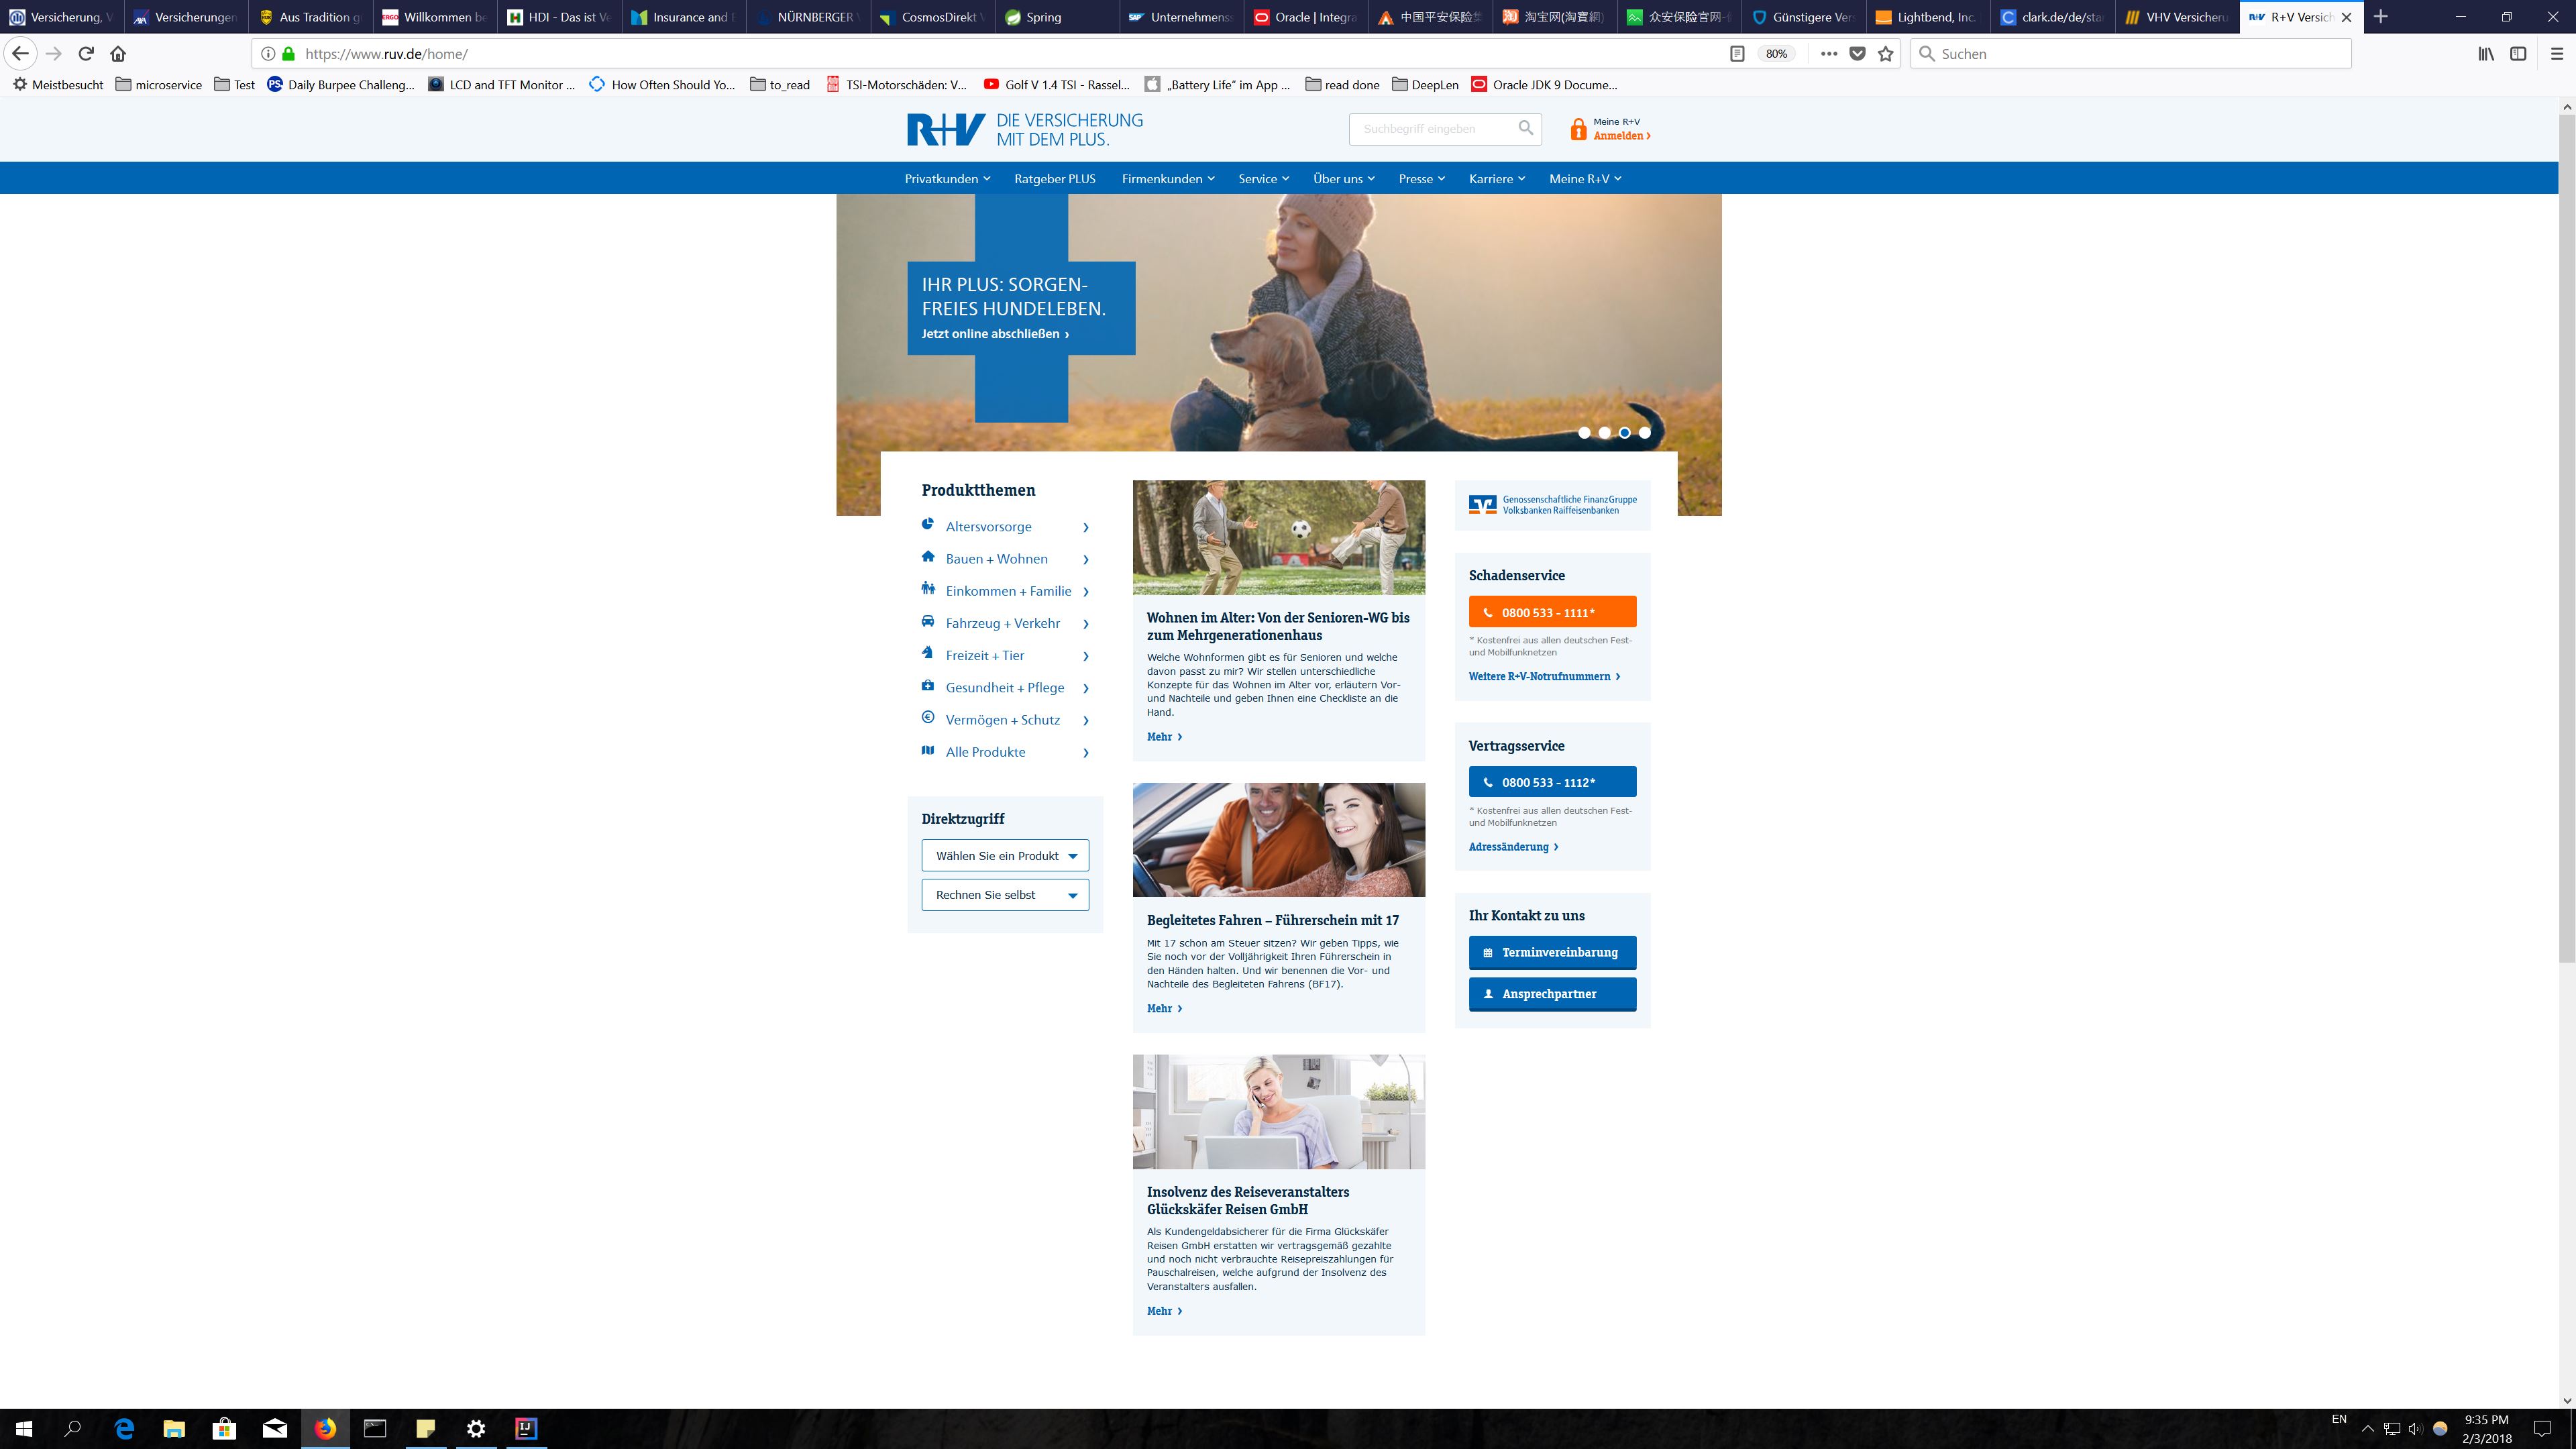 Versicherung, V
Versicherungen
Aus Tradition g
ERGO
Willkommen be
HDI - Das ist Ve
Insurance and
NÜRNBERGER
CosmosDirekt
Spring
SAP
Unternehmenss
Oracle | Integra
中国平安保险
淘宝网(淘寶網)
众安保险官网-
Günstigere Vers
Lightbend, Inc.
clark.de/de/sta
VHV Versicheru
R+V Versich
https://www.ruv.de/home/
80%
Suchen
Meistbesucht
microservice
Test
Daily Burpee Challeng...
LCD and TFT Monitor ...
How Often Should Yo...
to_read
TSI-Motorschäden: V...
Golf V 1.4 TSI - Rassel...
„Battery Life“ im App ...
read done
DeepLen
Oracle JDK 9 Docume...
R+V
DIE VERSICHERUNG
MIT DEM PLUS.
Suchbegriff eingeben
Meine R+V
Anmelden
Privatkunden
Ratgeber PLUS
Firmenkunden
Service
Über uns
Presse
Karriere
Meine R+V
IHR PLUS: SORGEN-
FREIES HUNDELEBEN.
Jetzt online abschließen
Produktthemen
Altersvorsorge
Bauen + Wohnen
Einkommen + Familie
Fahrzeug + Verkehr
Freizeit + Tier
Gesundheit + Pflege
Vermögen + Schutz
Alle Produkte
Direktzugriff
Wählen Sie ein Produkt
Rechnen Sie selbst
Wohnen im Alter: Von der Senioren-WG bis
zum Mehrgenerationenhaus
Welche Wohnformen gibt es für Senioren und welche
davon passt zu mir? Wir stellen unterschiedliche
Konzepte für das Wohnen im Alter vor, erläutern Vor-
und Nachteile und geben Ihnen eine Checkliste an die
Hand.
Mehr
Begleitetes Fahren – Führerschein mit 17
Mit 17 schon am Steuer sitzen? Wir geben Tipps, wie
Sie noch vor der Volljährigkeit Ihren Führerschein in
den Händen halten. Und wir benennen die Vor- und
Nachteile des Begleiteten Fahrens (BF17).
Mehr
Insolvenz des Reiseveranstalters
Glückskäfer Reisen GmbH
Als Kundengeldabsicherer für die Firma Glückskäfer
Reisen GmbH erstatten wir vertragsgemäß gezahlte
und noch nicht verbrauchte Reisepreiszahlungen für
Pauschalreisen, welche aufgrund der Insolvenz des
Veranstalters ausfallen.
Mehr
Genossenschaftliche FinanzGruppe
Volksbanken Raiffeisenbanken
Schadenservice
0800 533 - 1111*
* Kostenfrei aus allen deutschen Fest-
und Mobilfunknetzen
Weitere R+V-Notrufnummern
Vertragsservice
0800 533 - 1112*
* Kostenfrei aus allen deutschen Fest-
und Mobilfunknetzen
Adressänderung
Ihr Kontakt zu uns
Terminvereinbarung
Ansprechpartner
EN
9:35 PM
2/3/2018